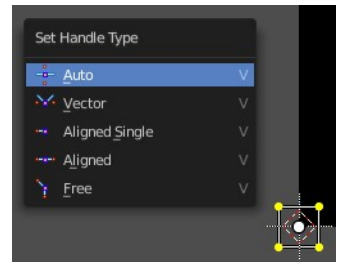 Set Handle Type
Auto V
Vector V
Aligned Single V
Aligned V
Free V